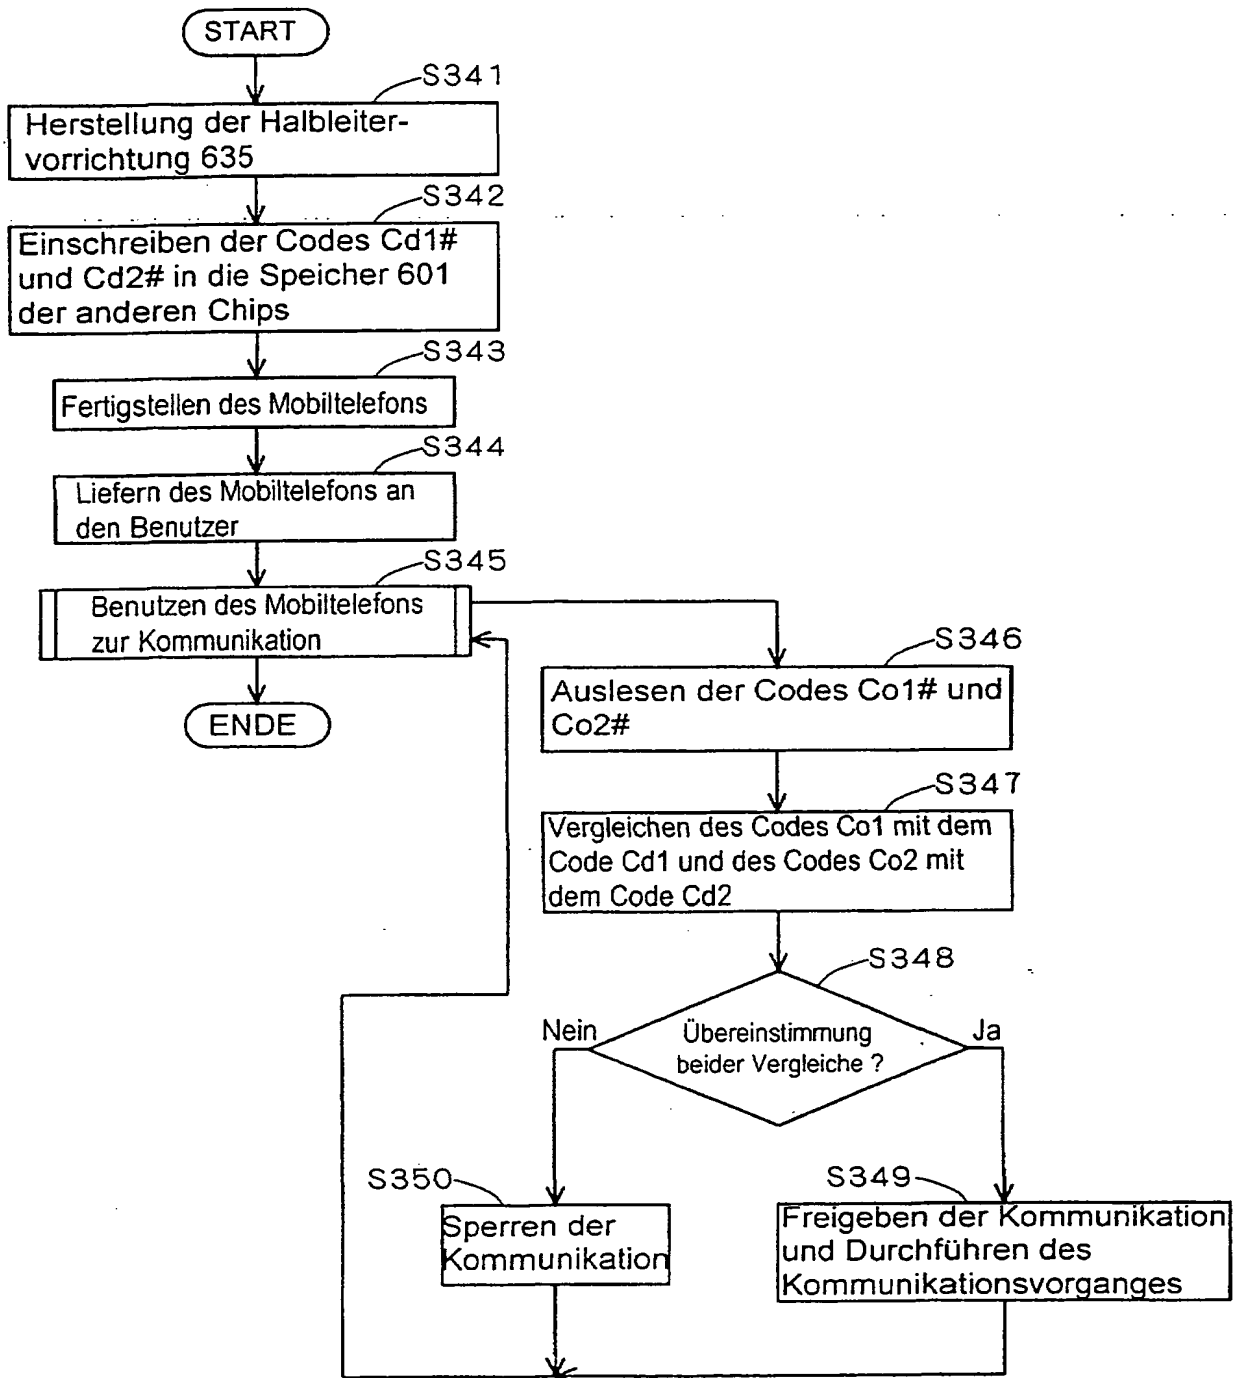 START
S341
Herstellung der Halbleiter-
vorrichtung 635
S342
Einschreiben der Codes Cd1#
und Cd2# in die Speicher 601
der anderen Chips
S343
Fertigstellen des Mobiltelefons
S344
Liefern des Mobiltelefons an
den Benutzer
S345
Benutzen des Mobiltelefons
zur Kommunikation
ENDE
S346
Auslesen der Codes Co1# und
Co2#
S347
Vergleichen des Codes Co1 mit dem
Code Cd1 und des Codes Co2 mit
dem Code Cd2
S348
Nein
Übereinstimmung
beider Vergleiche ?
Ja
S350
Sperren der
Kommunikation
S349
Freigeben der Kommunikation
und Durchführen des
Kommunikationsvorganges